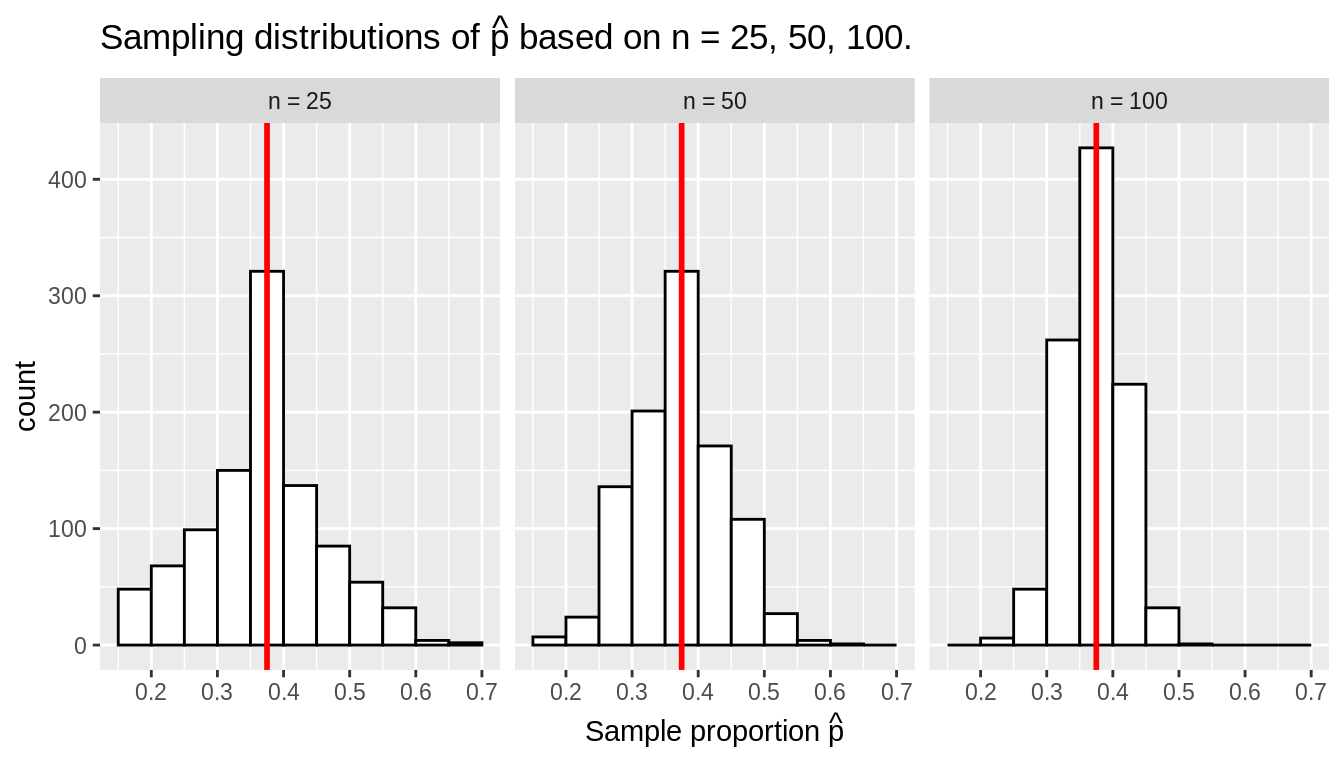 Sampling distributions of p̂ based on n = 25, 50, 100.
n = 25
n = 50
n = 100
count
400
300
200
100
0
0.2 0.3 0.4 0.5 0.6 0.7
0.2 0.3 0.4 0.5 0.6 0.7
0.2 0.3 0.4 0.5 0.6 0.7
Sample proportion p̂